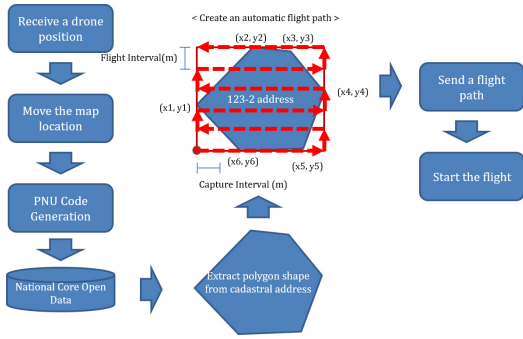 Receive a drone
position
Move the map
location
PNU Code
Generation
National Core Open
Data
Extract polygon shape
from cadastral address
< Create an automatic flight path >
(x2, y2)
(x3, y3)
Flight Interval(m)
(x1, y1)
123-2 address
(x4, y4)
(x6, y6)
(x5, y5)
Capture Interval (m)
Send a flight
path
Start the flight